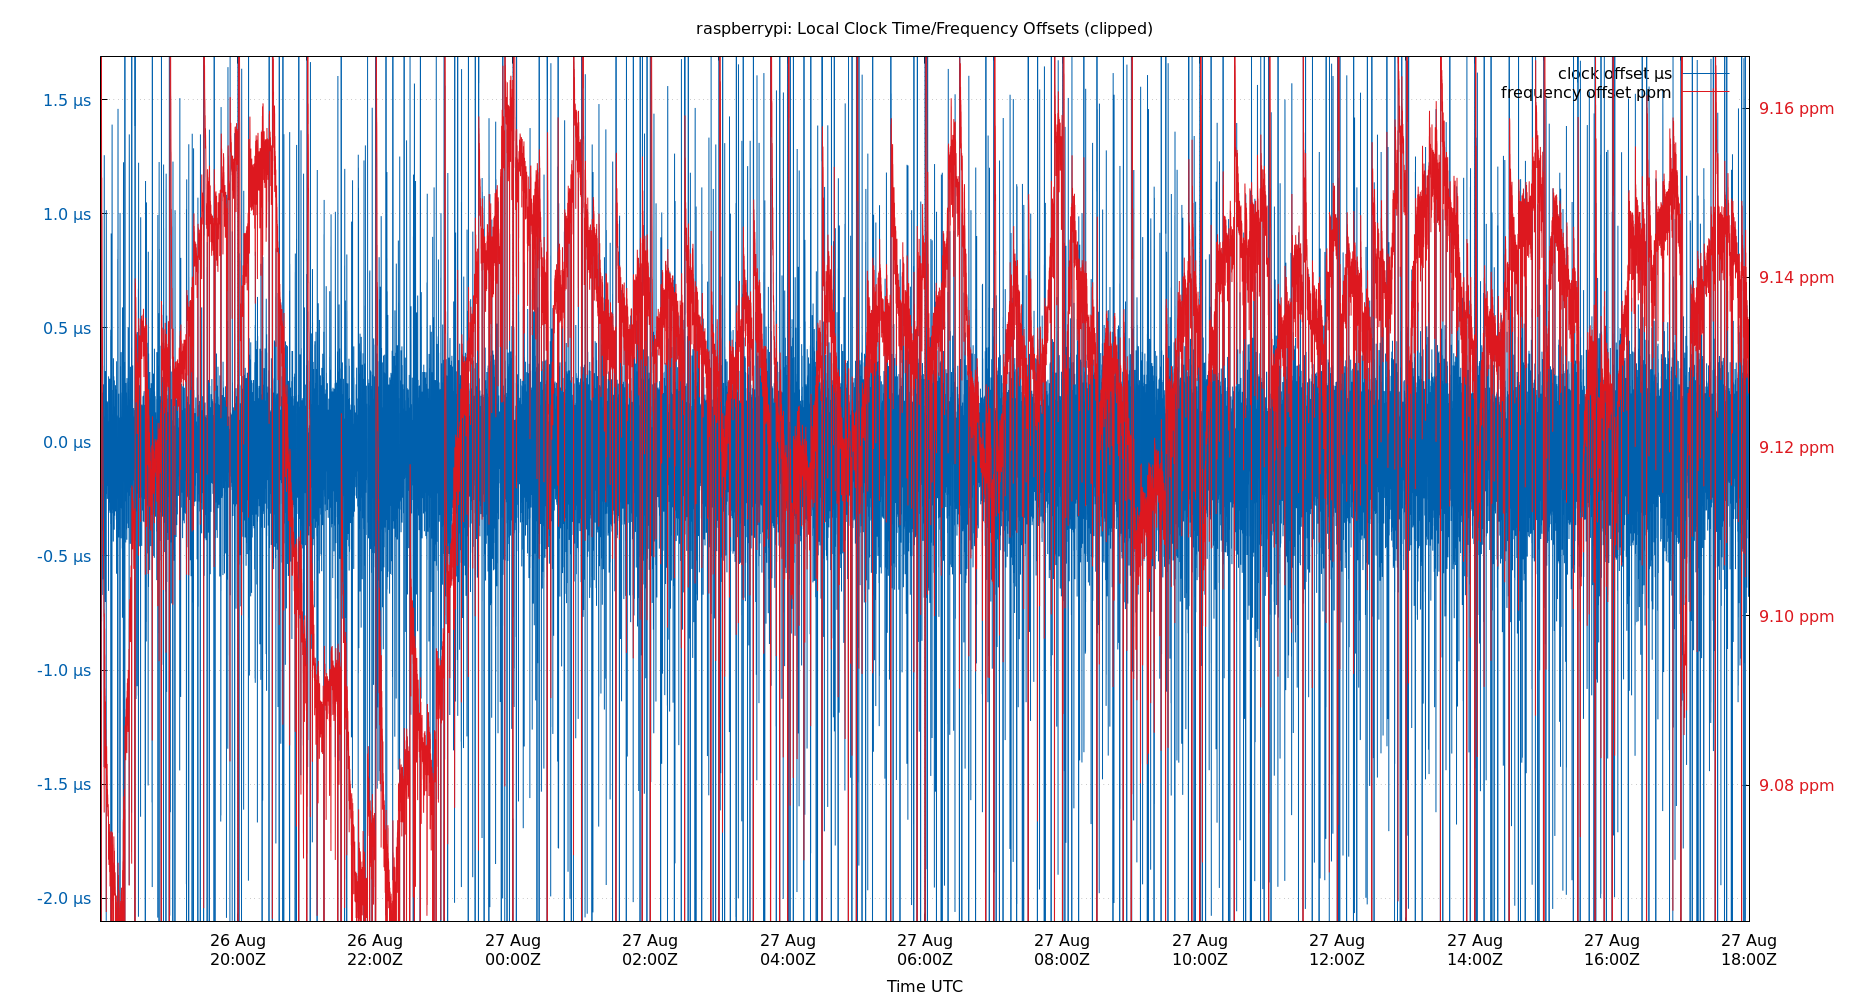 raspberrypi: Local Clock Time/Frequency Offsets (clipped)
clock offset µs
frequency offset ppm
1.5 µs
1.0 µs
0.5 µs
0.0 µs
-0.5 µs
-1.0 µs
-1.5 µs
-2.0 µs
9.16 ppm
9.14 ppm
9.12 ppm
9.10 ppm
9.08 ppm
26 Aug 26 Aug 27 Aug 27 Aug 27 Aug 27 Aug 27 Aug 27 Aug 27 Aug 27 Aug 27 Aug 27 Aug
20:00Z 22:00Z 00:00Z 02:00Z 04:00Z 06:00Z 08:00Z 10:00Z 12:00Z 14:00Z 16:00Z 18:00Z
Time UTC